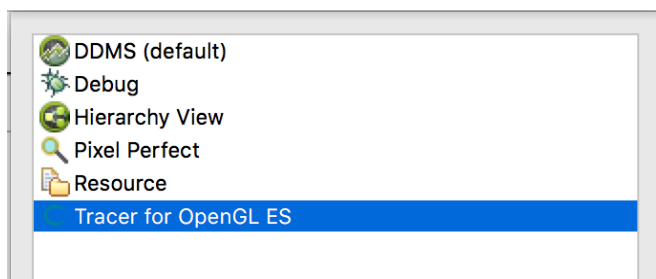 DDMS (default)
Debug
Hierarchy View
Pixel Perfect
Resource
Tracer for OpenGL ES